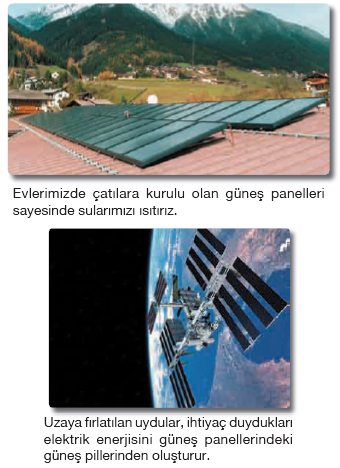 Evlerimizde çatılara kurulu olan güneş panelleri
sayesinde sularımızı ısıtırız.
Uzaya fırlatılan uydular, ihtiyaç duydukları
elektrik enerjisini güneş panellerindeki
güneş pillerinden oluşturur.